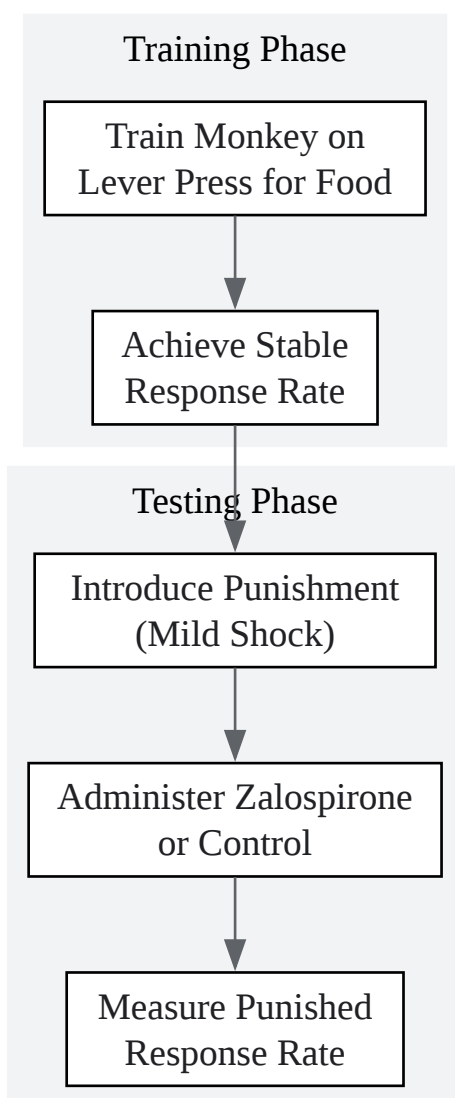 Training Phase
Train Monkey on
Lever Press for Food
Achieve Stable
Response Rate
Testing Phase
Introduce Punishment
(Mild Shock)
Administer Zalospirone
or Control
Measure Punished
Response Rate